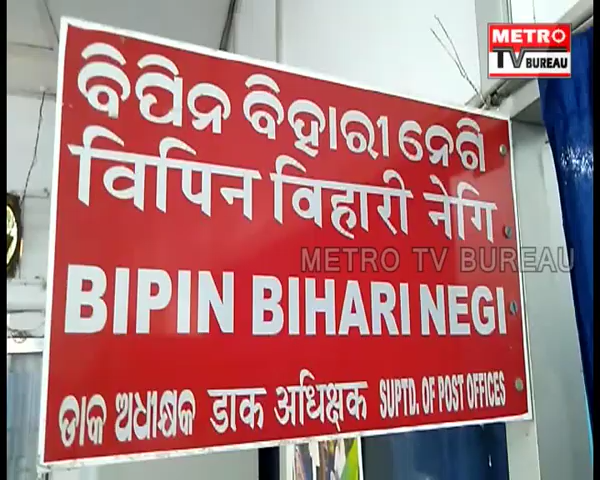 METRO
TV BUREAU
ବିପିନ ବିହାରୀ ନେଗି
विपिन विहारी नेगि
METRO TV BUREAU
BIPIN BIHARI NEGI
ଡାକ ଅଧୀକ୍ଷକ डाक अधिक्षक SUPTD. OF POST OFFICES